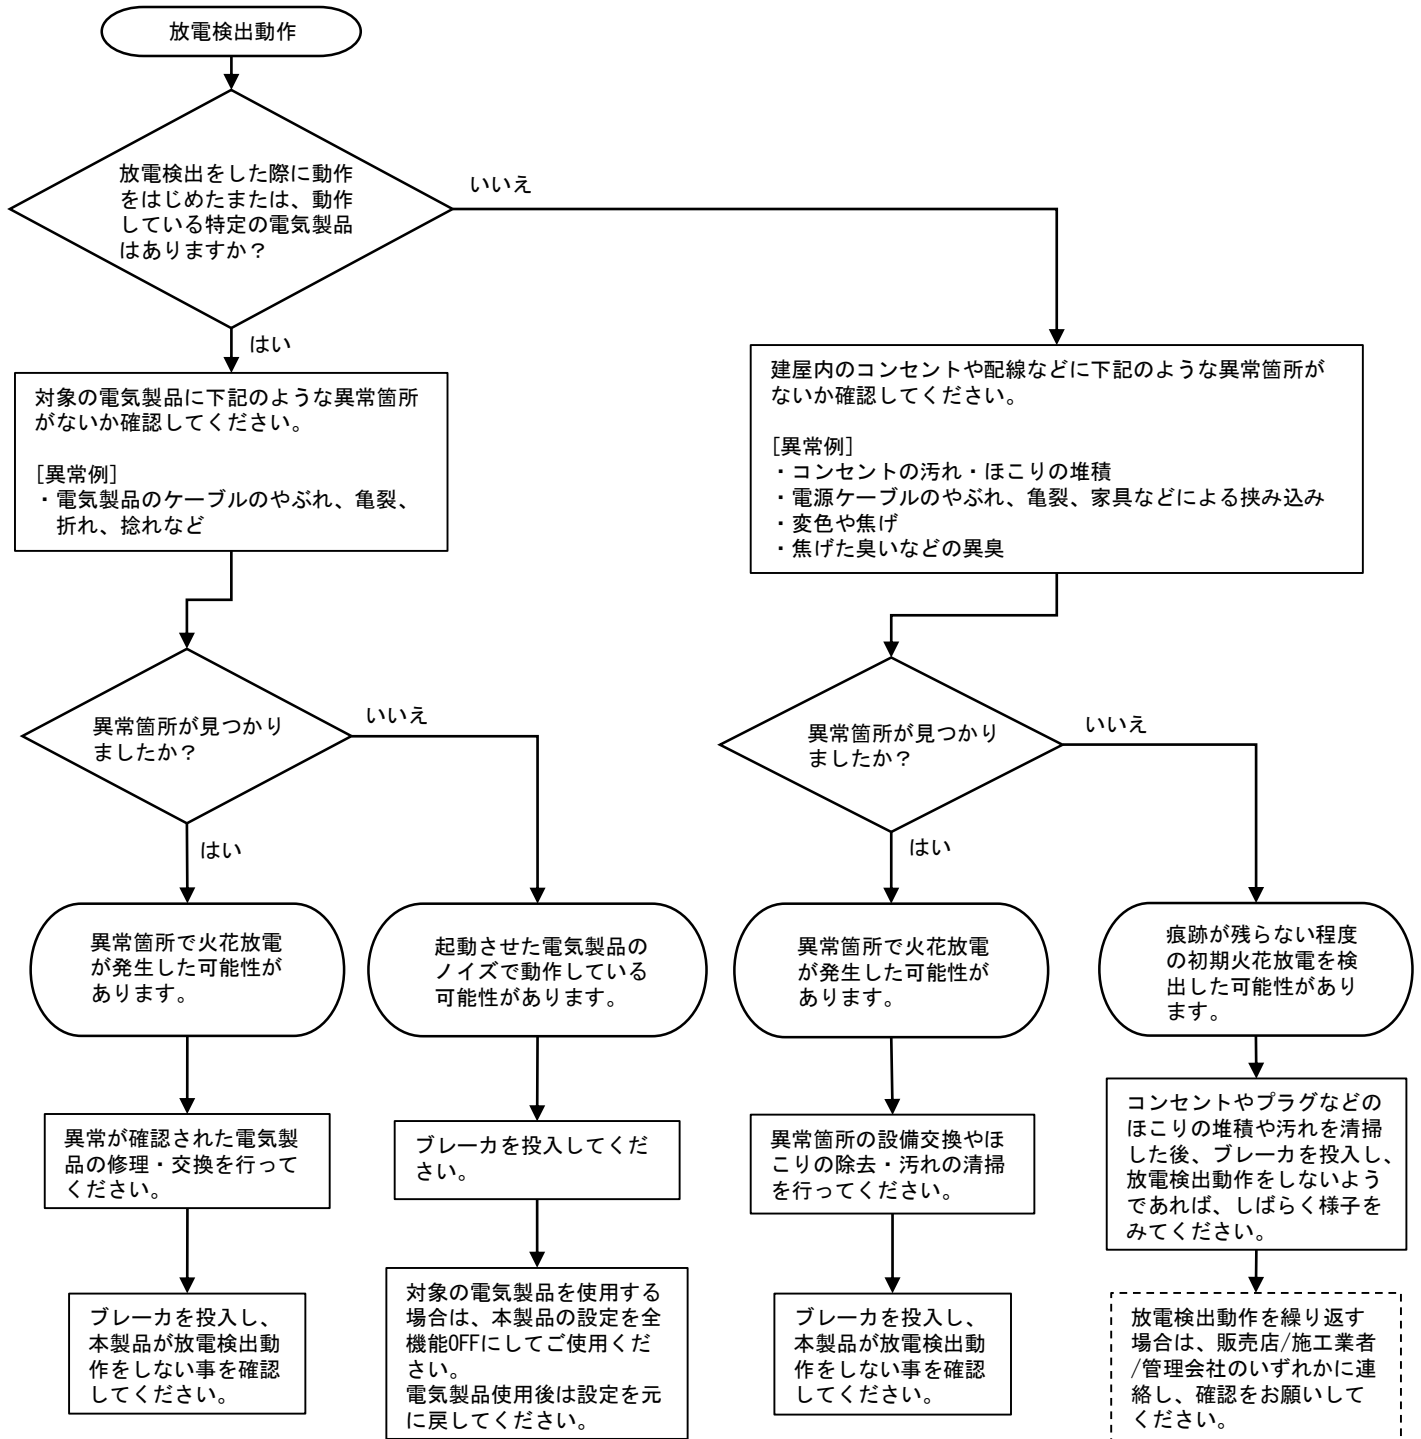 放電検出動作
放電検出をした際に動作
をはじめたまたは、動作
している特定の電気製品
はありますか？
いいえ
はい
対象の電気製品に下記のような異常箇所
がないか確認してください。
[異常例]
・電気製品のケーブルのやぶれ、亀裂、
折れ、捻れなど
建屋内のコンセントや配線などに下記のような異常箇所が
ないか確認してください。
[異常例]
・コンセントの汚れ・ほこりの堆積
・電源ケーブルのやぶれ、亀裂、家具などによる挟み込み
・変色や焦げ
・焦げた臭いなどの異臭
異常箇所が見つかり
ましたか？
いいえ
はい
異常箇所が見つかり
ましたか？
いいえ
はい
異常箇所で火花放電
が発生した可能性が
あります。
起動させた電気製品の
ノイズで動作している
可能性があります。
異常箇所で火花放電
が発生した可能性が
あります。
痕跡が残らない程度
の初期火花放電を検
出した可能性があり
ます。
異常が確認された電気製
品の修理・交換を行って
ください。
ブレーカを投入してくだ
さい。
異常箇所の設備交換やほ
こりの除去・汚れの清掃
を行ってください。
コンセントやプラグなどの
ほこりの堆積や汚れを清掃
した後、ブレーカを投入し、
放電検出動作をしないよう
であれば、しばらく様子を
みてください。
ブレーカを投入し、
本製品が放電検出動
作をしない事を確認
してください。
対象の電気製品を使用する
場合は、本製品の設定を全
機能OFFにしてご使用くだ
さい。
電気製品使用後は設定を元
に戻してください。
ブレーカを投入し、
本製品が放電検出動
作をしない事を確認
してください。
放電検出動作を繰り返す
場合は、販売店/施工業者
/管理会社のいずれかに連
絡し、確認をお願いして
ください。